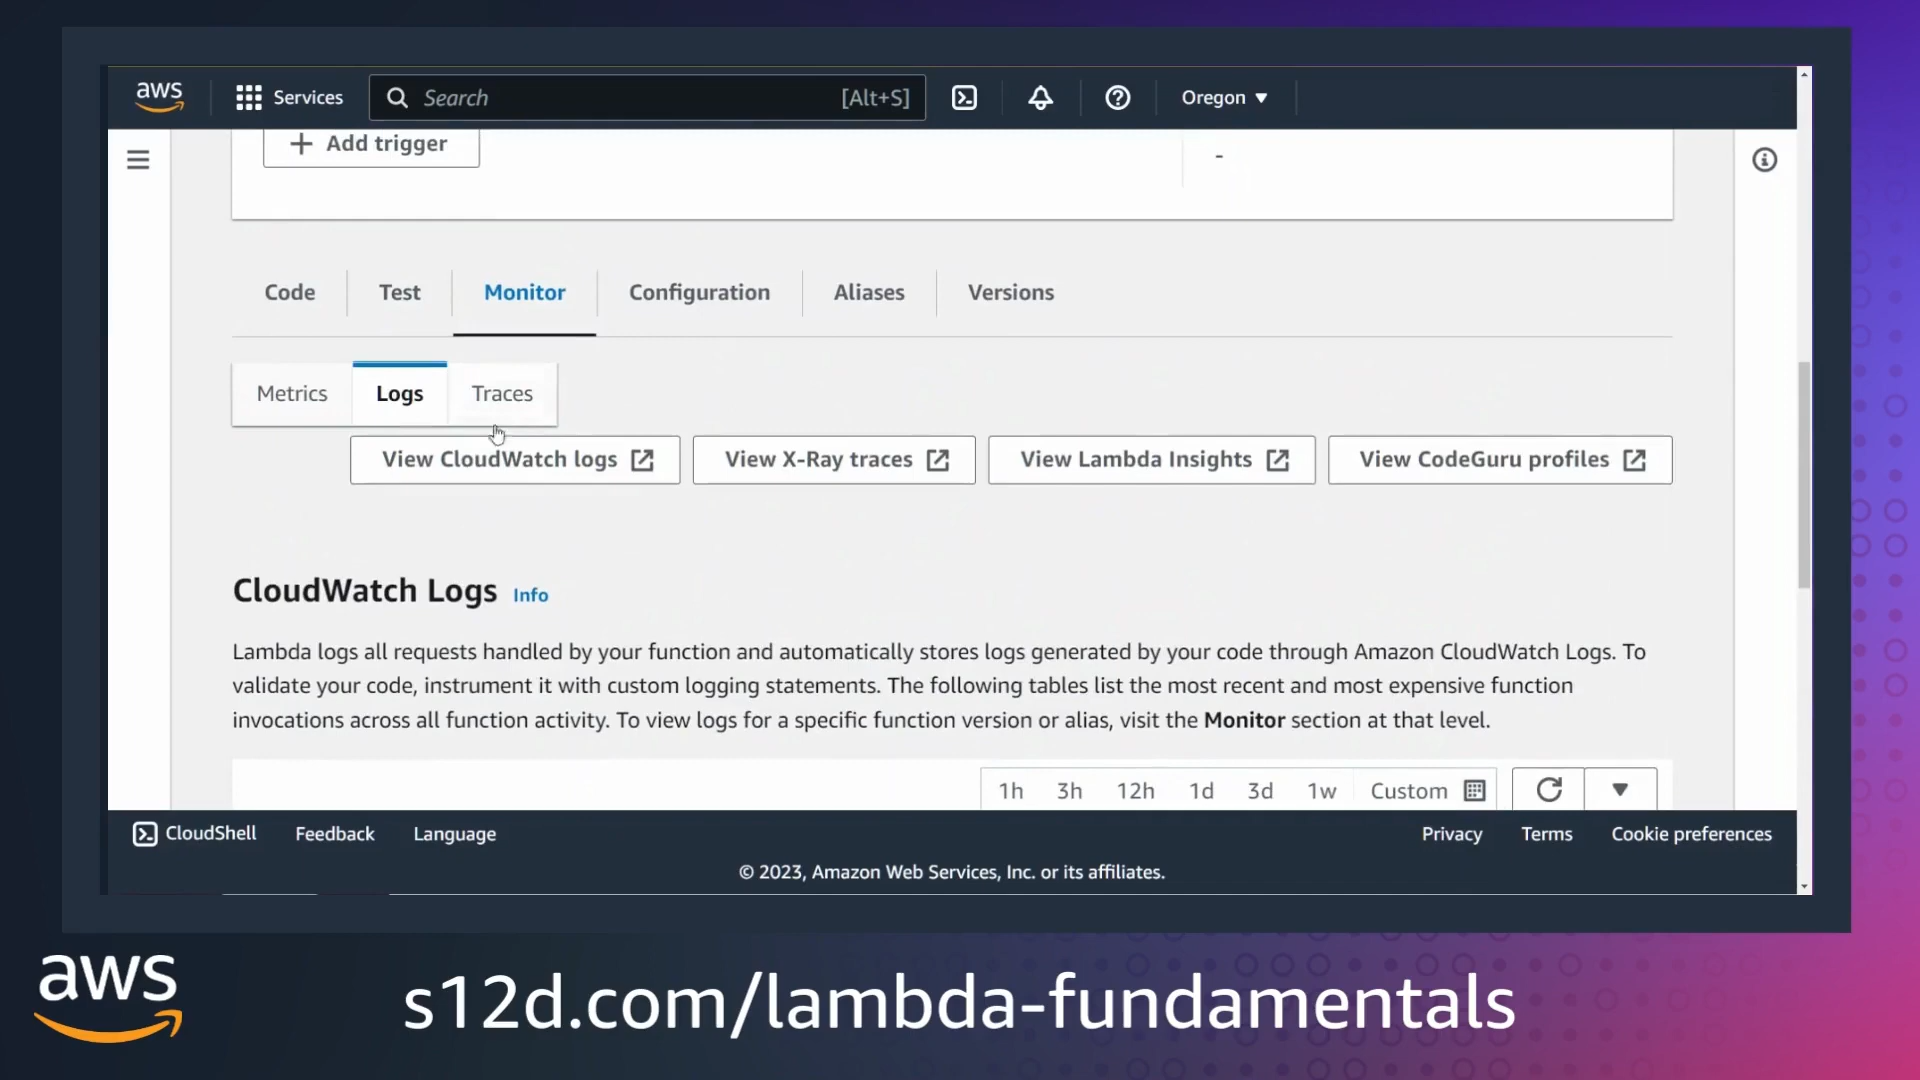 aws
Services
Search
[Alt+S]
Oregon
Add trigger
-
Code
Test
Monitor
Configuration
Aliases
Versions
Metrics
Logs
Traces
View CloudWatch logs
View X-Ray traces
View Lambda Insights
View CodeGuru profiles
CloudWatch Logs Info
Lambda logs all requests handled by your function and automatically stores logs generated by your code through Amazon CloudWatch Logs. To
validate your code, instrument it with custom logging statements. The following tables list the most recent and most expensive function
invocations across all function activity. To view logs for a specific function version or alias, visit the Monitor section at that level.
1h 3h 12h 1d 3d 1w Custom
CloudShell
Feedback
Language
Privacy
Terms
Cookie preferences
© 2023, Amazon Web Services, Inc. or its affiliates.
aws
s12d.com/lambda-fundamentals